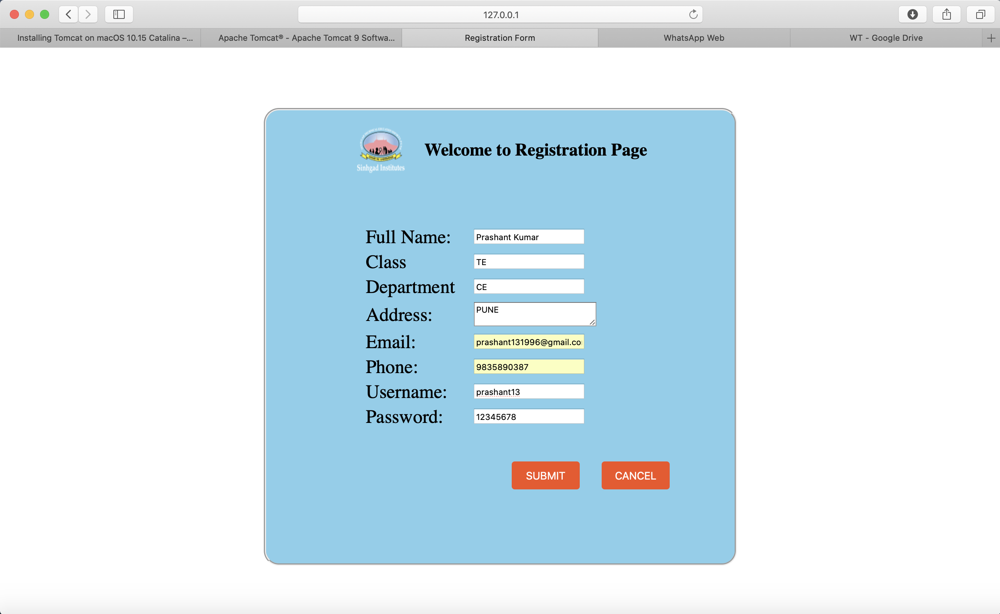 127.0.0.1
Installing Tomcat on macOS 10.15 Catalina –...
Apache Tomcat® - Apache Tomcat 9 Softwa...
Registration Form
WhatsApp Web
WT - Google Drive
Sinhgad Institutes
Welcome to Registration Page
Full Name: Prashant Kumar
Class TE
Department CE
Address: PUNE
Email: prashant131996@gmail.co
Phone: 9835890387
Username: prashant13
Password: 12345678
SUBMIT CANCEL